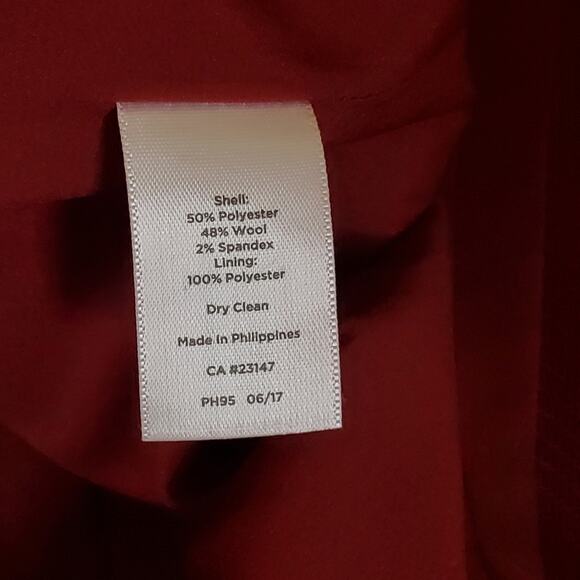 Shell:
50% Polyester
48% Wool
2% Spandex
Lining:
100% Polyester
Dry Clean
Made In Philippines
CA #23147
PH95 06/17